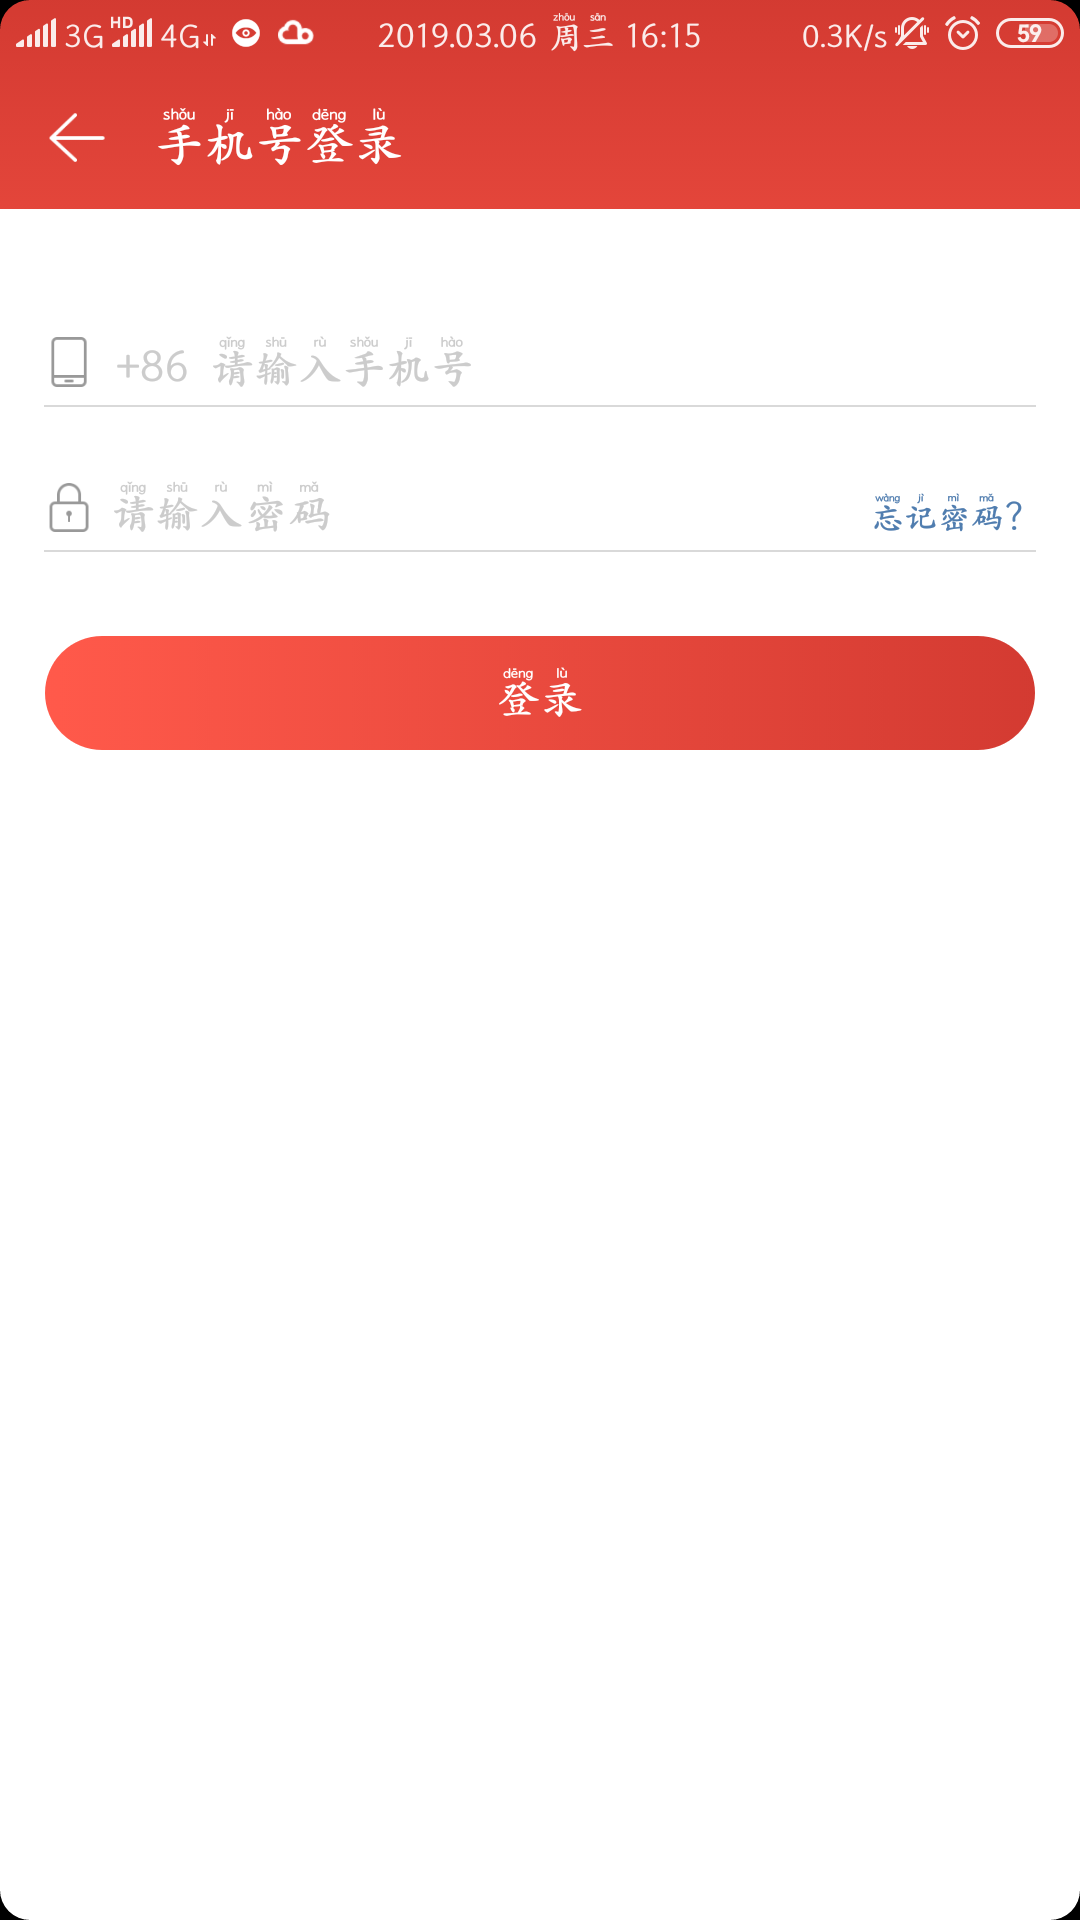 3G HD 4G 2019.03.06 zhōu sān 周三 16:15 0.3K/s 59
shǒu jī hào dēng lù
手机号登录
qǐng shū rù shǒu jī hào
+86 请输入手机号
qǐng shū rù mì mǎ
请输入密码
wàng jì mì mǎ
忘记密码?
dēng lù
登录